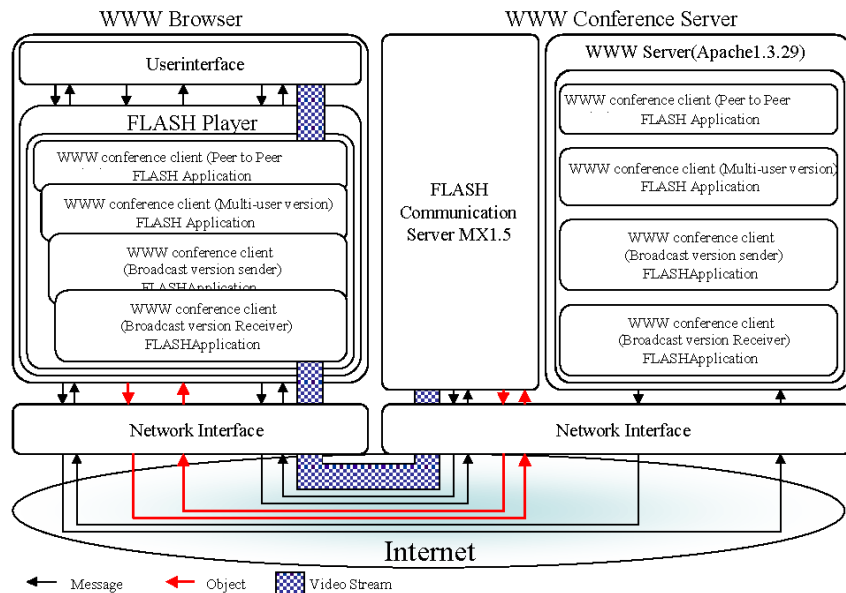 WWW Browser
WWW Conference Server
Userinterface
FLASH Player
WWW conference client (Peer to Peer
FLASH Application
WWW conference client (Multi-user version)
FLASH Application
WWW conference client
(Broadcast version sender)
FLASHApplication
WWW conference client
(Broadcast version Receiver)
FLASHApplication
FLASH
Communication
Server MX1.5
WWW Server(Apache1.3.29)
WWW conference client (Peer to Peer
FLASH Application
WWW conference client (Multi-user version)
FLASH Application
WWW conference client
(Broadcast version sender)
FLASHApplication
WWW conference client
(Broadcast version Receiver)
FLASHApplication
Network Interface
Network Interface
Internet
Message
Object
Video Stream